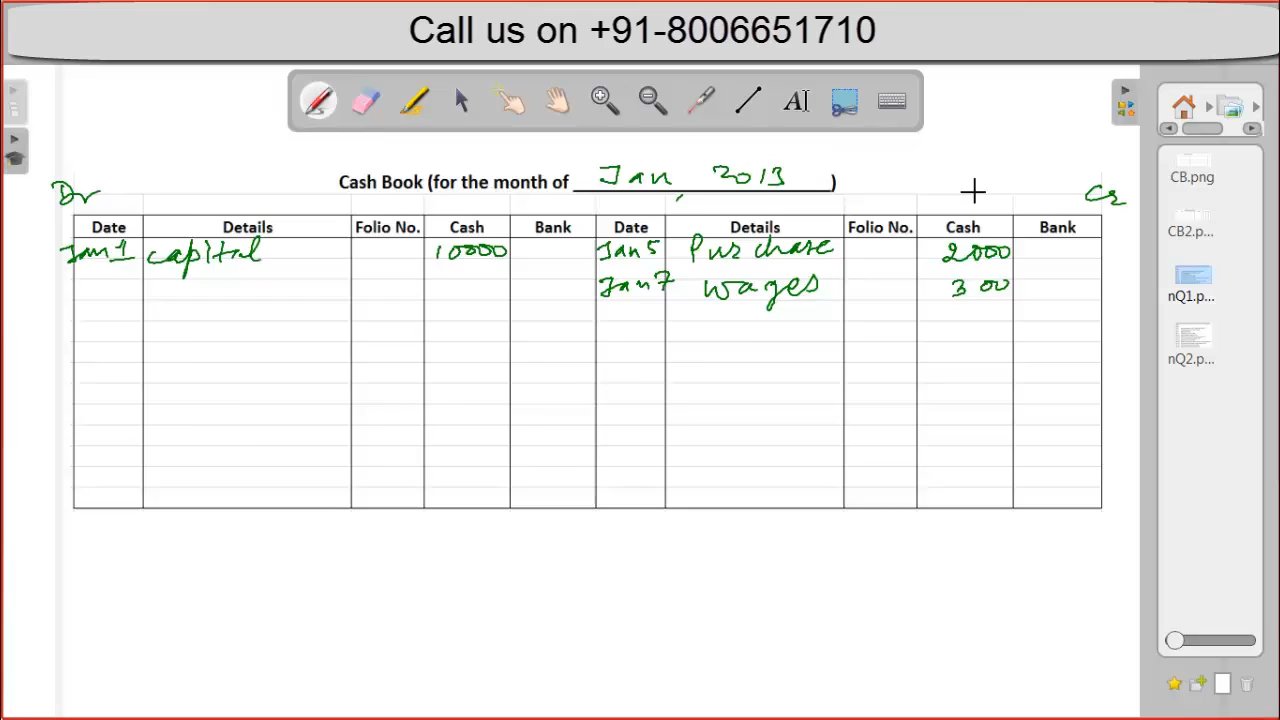 Call us on +91-8006651710
Cash Book (for the month of Jan, 2013)
Dr Cr
Date Details Folio No. Cash Bank Date Details Folio No. Cash Bank
Jan 1 capital 10000 Jan 5 Purchase 2000
Jan 7 wages 300
CB.png
CB2.p...
nQ1.p...
nQ2.p...